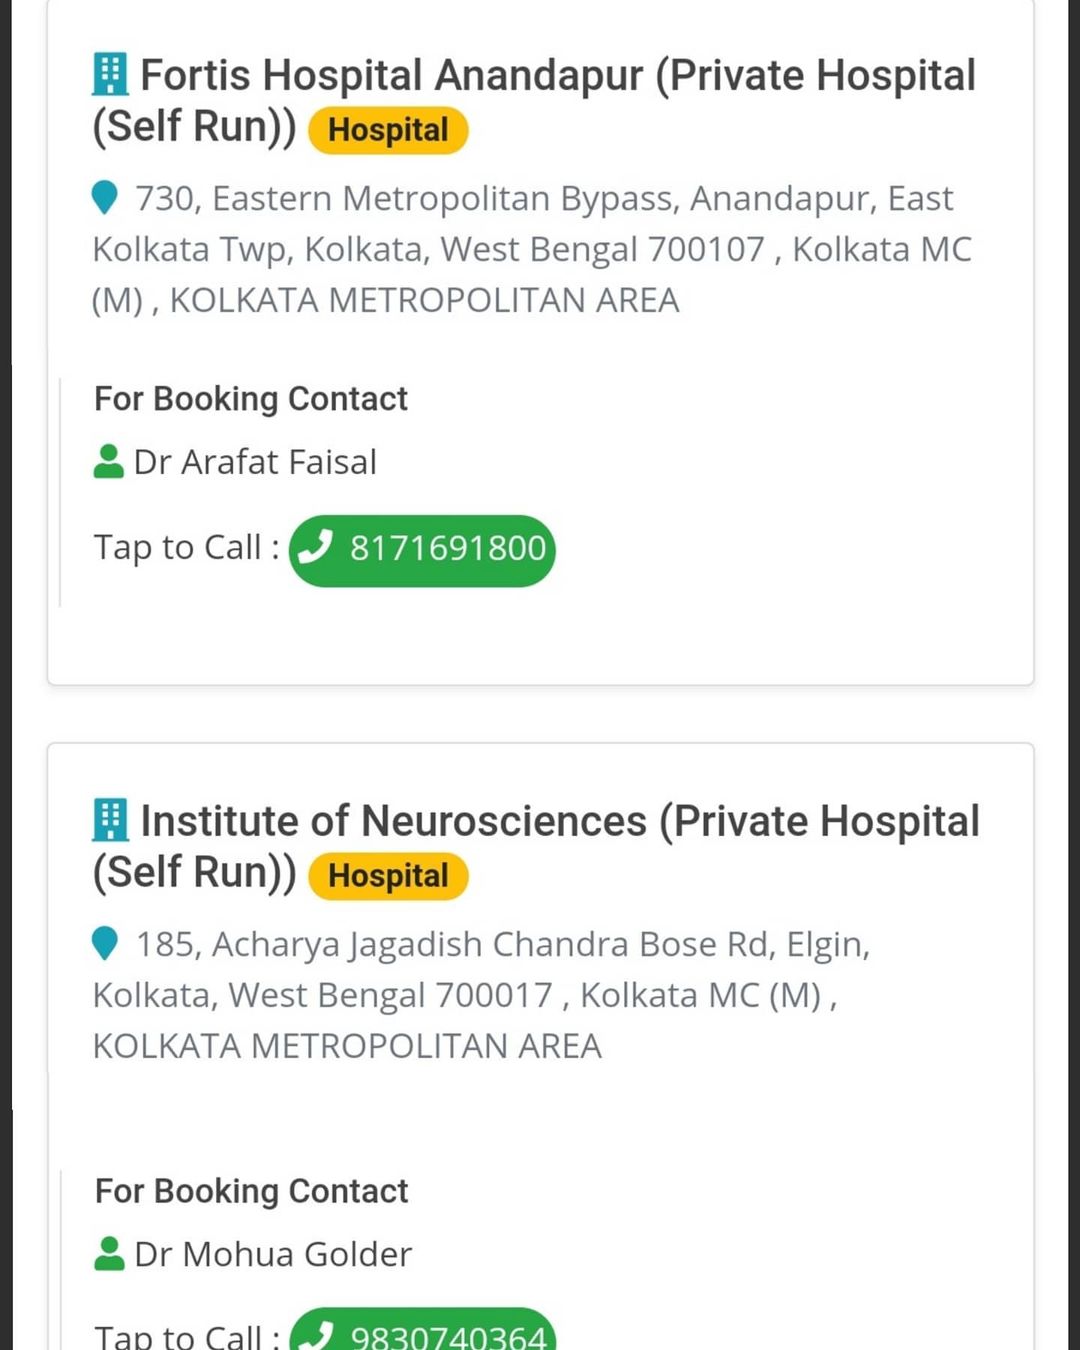 Fortis Hospital Anandapur (Private Hospital
(Self Run)) Hospital
730, Eastern Metropolitan Bypass, Anandapur, East
Kolkata Twp, Kolkata, West Bengal 700107 , Kolkata MC
(M) , KOLKATA METROPOLITAN AREA
For Booking Contact
Dr Arafat Faisal
Tap to Call : 8171691800
Institute of Neurosciences (Private Hospital
(Self Run)) Hospital
185, Acharya Jagadish Chandra Bose Rd, Elgin,
Kolkata, West Bengal 700017 , Kolkata MC (M) ,
KOLKATA METROPOLITAN AREA
For Booking Contact
Dr Mohua Golder
Tap to Call : 9830740364